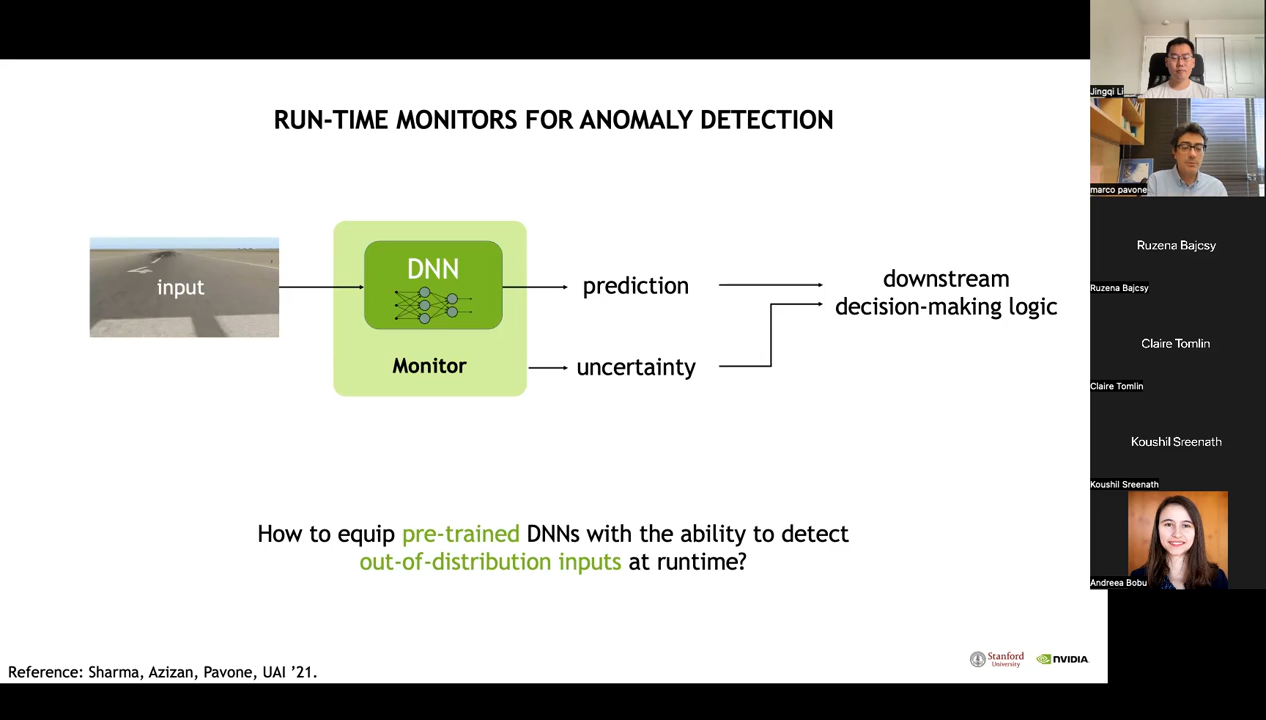 RUN-TIME MONITORS FOR ANOMALY DETECTION
input
DNN
Monitor
prediction
uncertainty
downstream
decision-making logic
How to equip pre-trained DNNs with the ability to detect
out-of-distribution inputs at runtime?
Reference: Sharma, Azizan, Pavone, UAI ’21.
Stanford
University
NVIDIA
Jingqi Li
marco pavone
Ruzena Bajcsy
Ruzena Bajcsy
Claire Tomlin
Claire Tomlin
Koushil Sreenath
Koushil Sreenath
Andreea Bobu